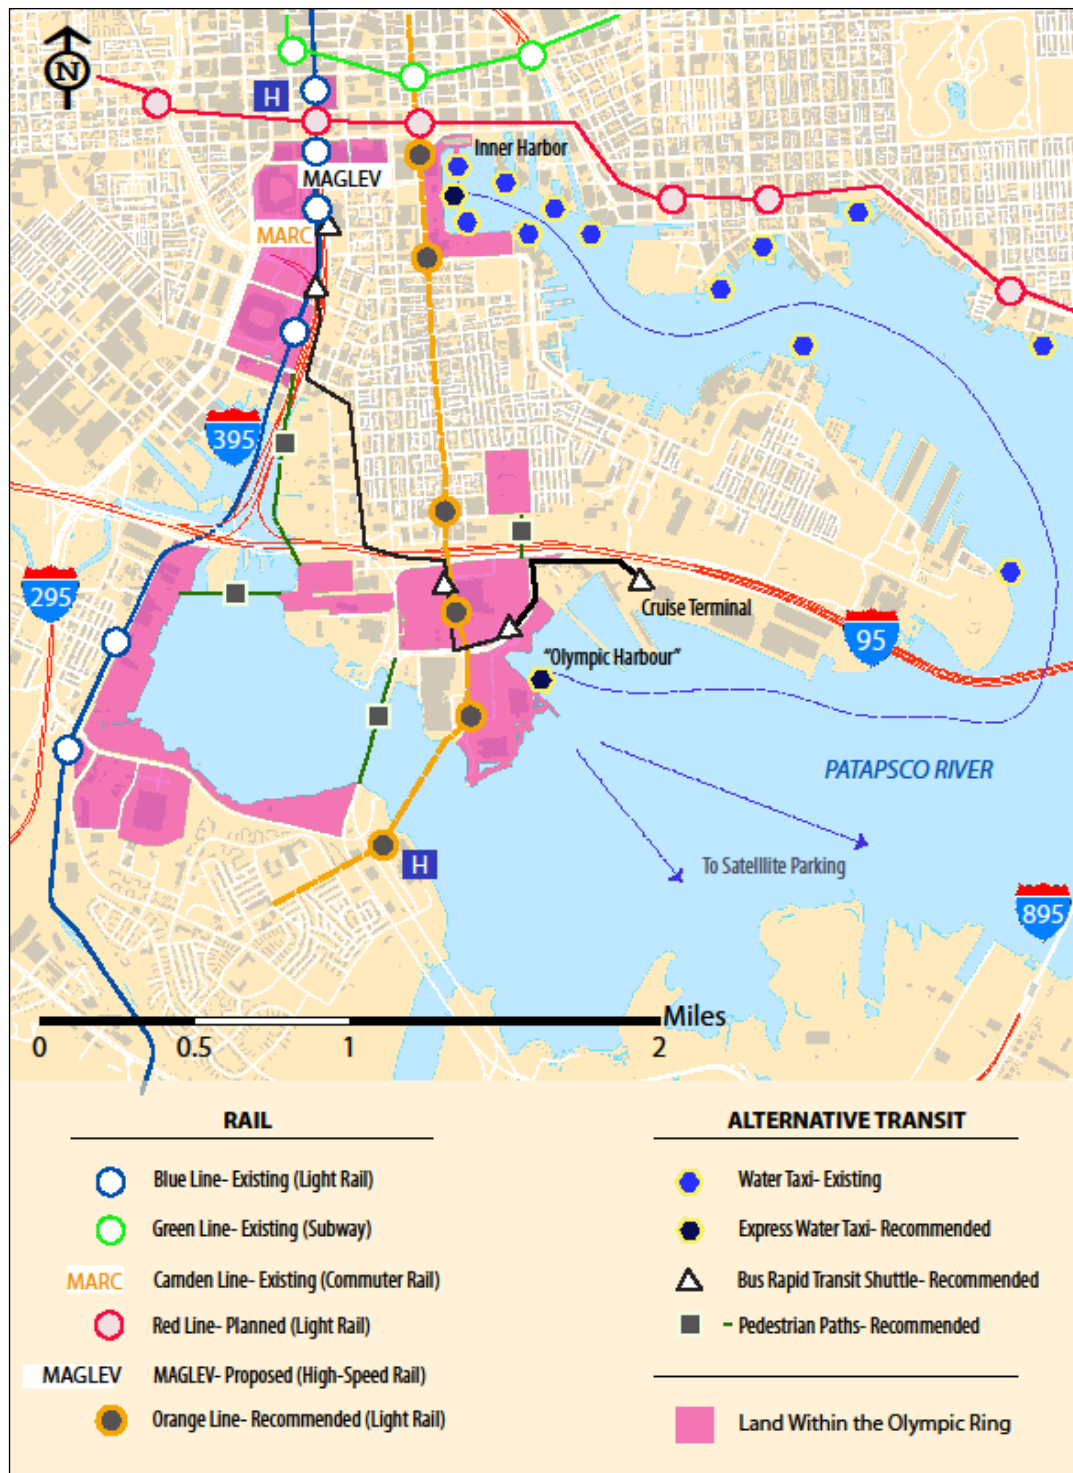 N
H
Inner Harbor
MAGLEV
MARC
395
295
Cruise Terminal
95
"Olympic Harbour"
PATAPSCO RIVER
To Satelllite Parking
H
895
Miles
0 0.5 1 2
RAIL
Blue Line- Existing (Light Rail)
Green Line- Existing (Subway)
MARC Camden Line- Existing (Commuter Rail)
Red Line- Planned (Light Rail)
MAGLEV MAGLEV- Proposed (High-Speed Rail)
Orange Line- Recommended (Light Rail)
ALTERNATIVE TRANSIT
Water Taxi- Existing
Express Water Taxi- Recommended
Bus Rapid Transit Shuttle- Recommended
Pedestrian Paths- Recommended
Land Within the Olympic Ring